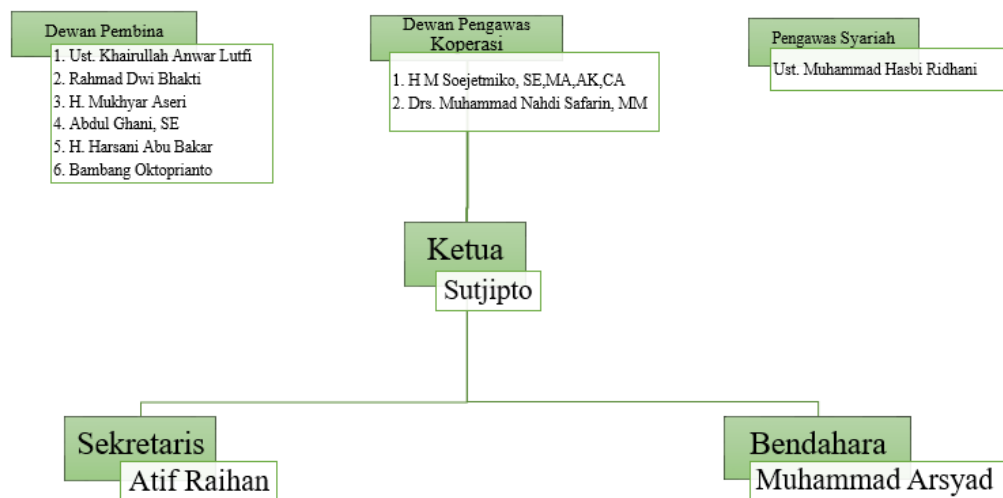 Dewan Pembina
1. Ust. Khairullah Anwar Lutfi
2. Rahmad Dwi Bhakti
3. H. Mukhyar Aseri
4. Abdul Ghani, SE
5. H. Harsani Abu Bakar
6. Bambang Oktoprianto
Dewan Pengawas
Koperasi
1. H M Soejetmiko, SE,MA,AK,CA
2. Drs. Muhammad Nahdi Safarin, MM
Pengawas Syariah
Ust. Muhammad Hasbi Ridhani
Ketua
Sutjipto
Sekretaris
Atif Raihan
Bendahara
Muhammad Arsyad